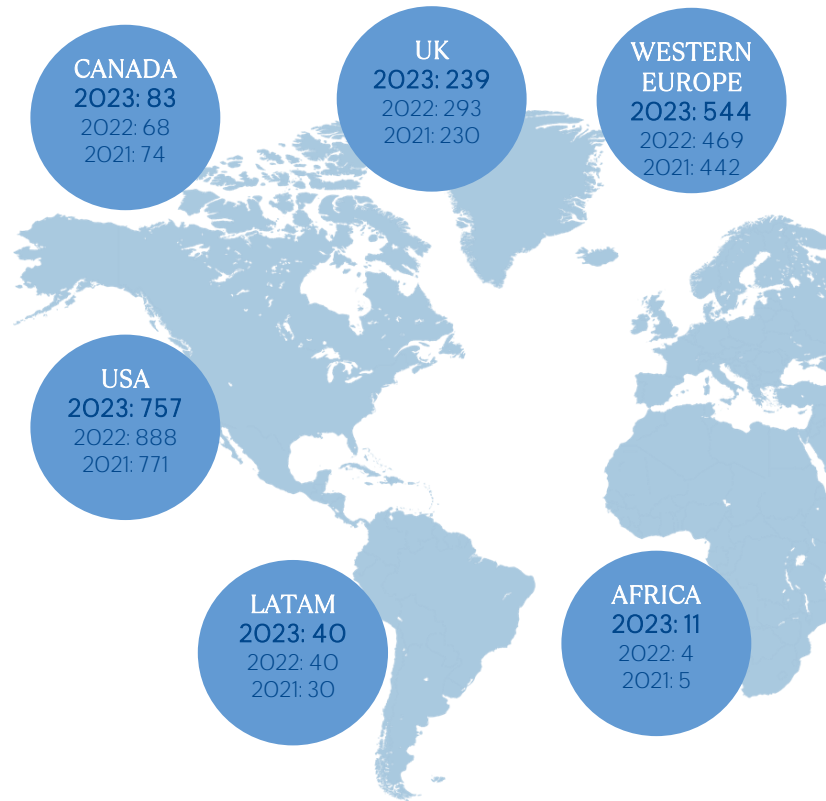 CANADA
2023: 83
2022: 68
2021: 74
UK
2023: 239
2022: 293
2021: 230
WESTERN
EUROPE
2023: 544
2022: 469
2021: 442
USA
2023: 757
2022: 888
2021: 771
LATAM
2023: 40
2022: 40
2021: 30
AFRICA
2023: 11
2022: 4
2021: 5